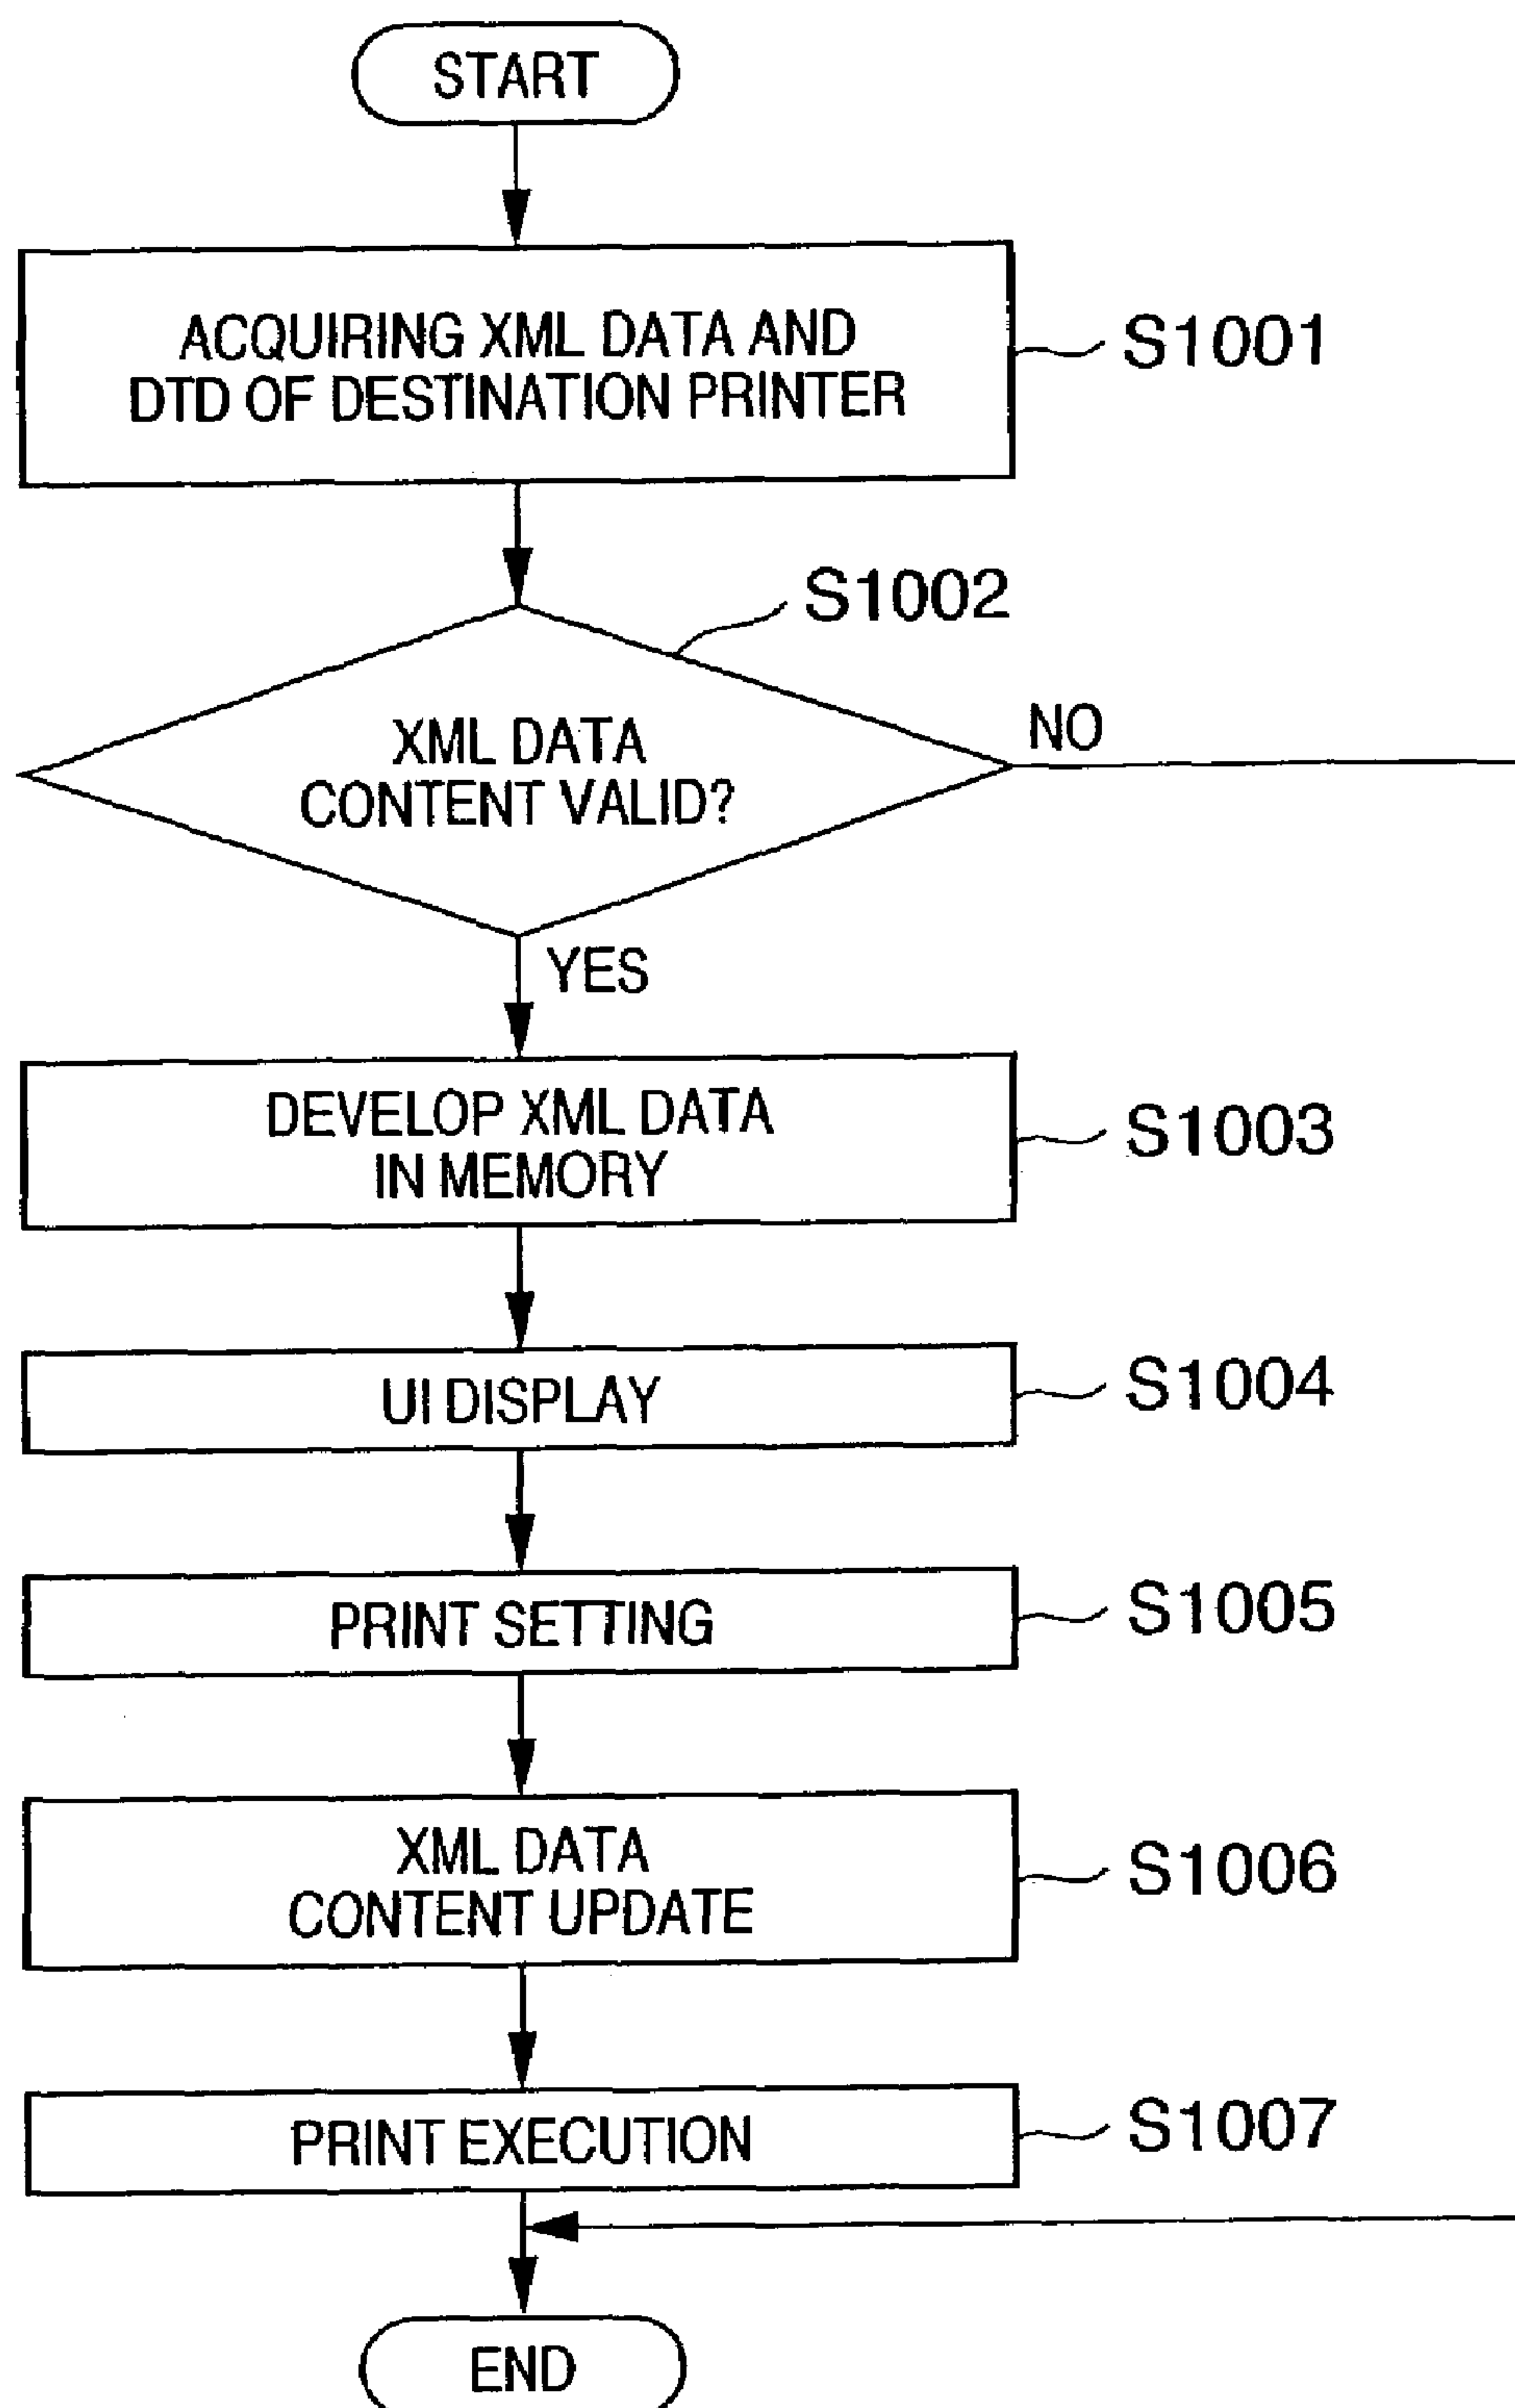 START
ACQUIRING XML DATA AND
DTD OF DESTINATION PRINTER
S1001
S1002
XML DATA
CONTENT VALID?
NO
YES
DEVELOP XML DATA
IN MEMORY
S1003
UI DISPLAY
S1004
PRINT SETTING
S1005
XML DATA
CONTENT UPDATE
S1006
PRINT EXECUTION
S1007
END